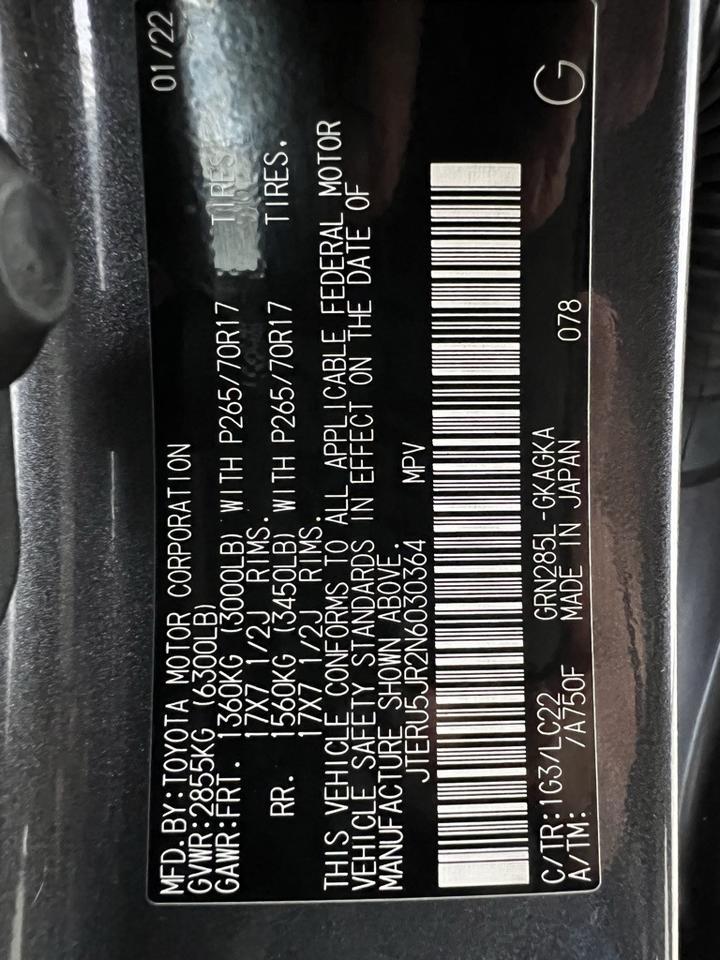 MFD.BY:TOYOTA MOTOR CORPORATION 01/22
GVWR:2855KG (6300LB)
GAWR:FRT. 1360KG (3000LB) WITH P265/70R17 TIRES
17X7 1/2J RIMS.
RR. 1560KG (3450LB) WITH P265/70R17 TIRES.
17X7 1/2J RIMS.
THIS VEHICLE CONFORMS TO ALL APPLICABLE FEDERAL MOTOR
VEHICLE SAFETY STANDARDS IN EFFECT ON THE DATE OF
MANUFACTURE SHOWN ABOVE.
JTERU5JR2N6030364 MPV
C/TR:1G3/LC22 GRN285L-GKAGKA G
A/TM: /A750F MADE IN JAPAN 078